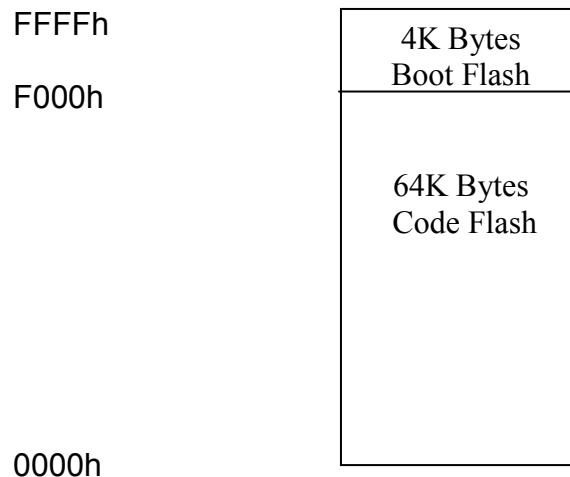 FFFFh
4K Bytes
Boot Flash
F000h
64K Bytes
Code Flash
0000h